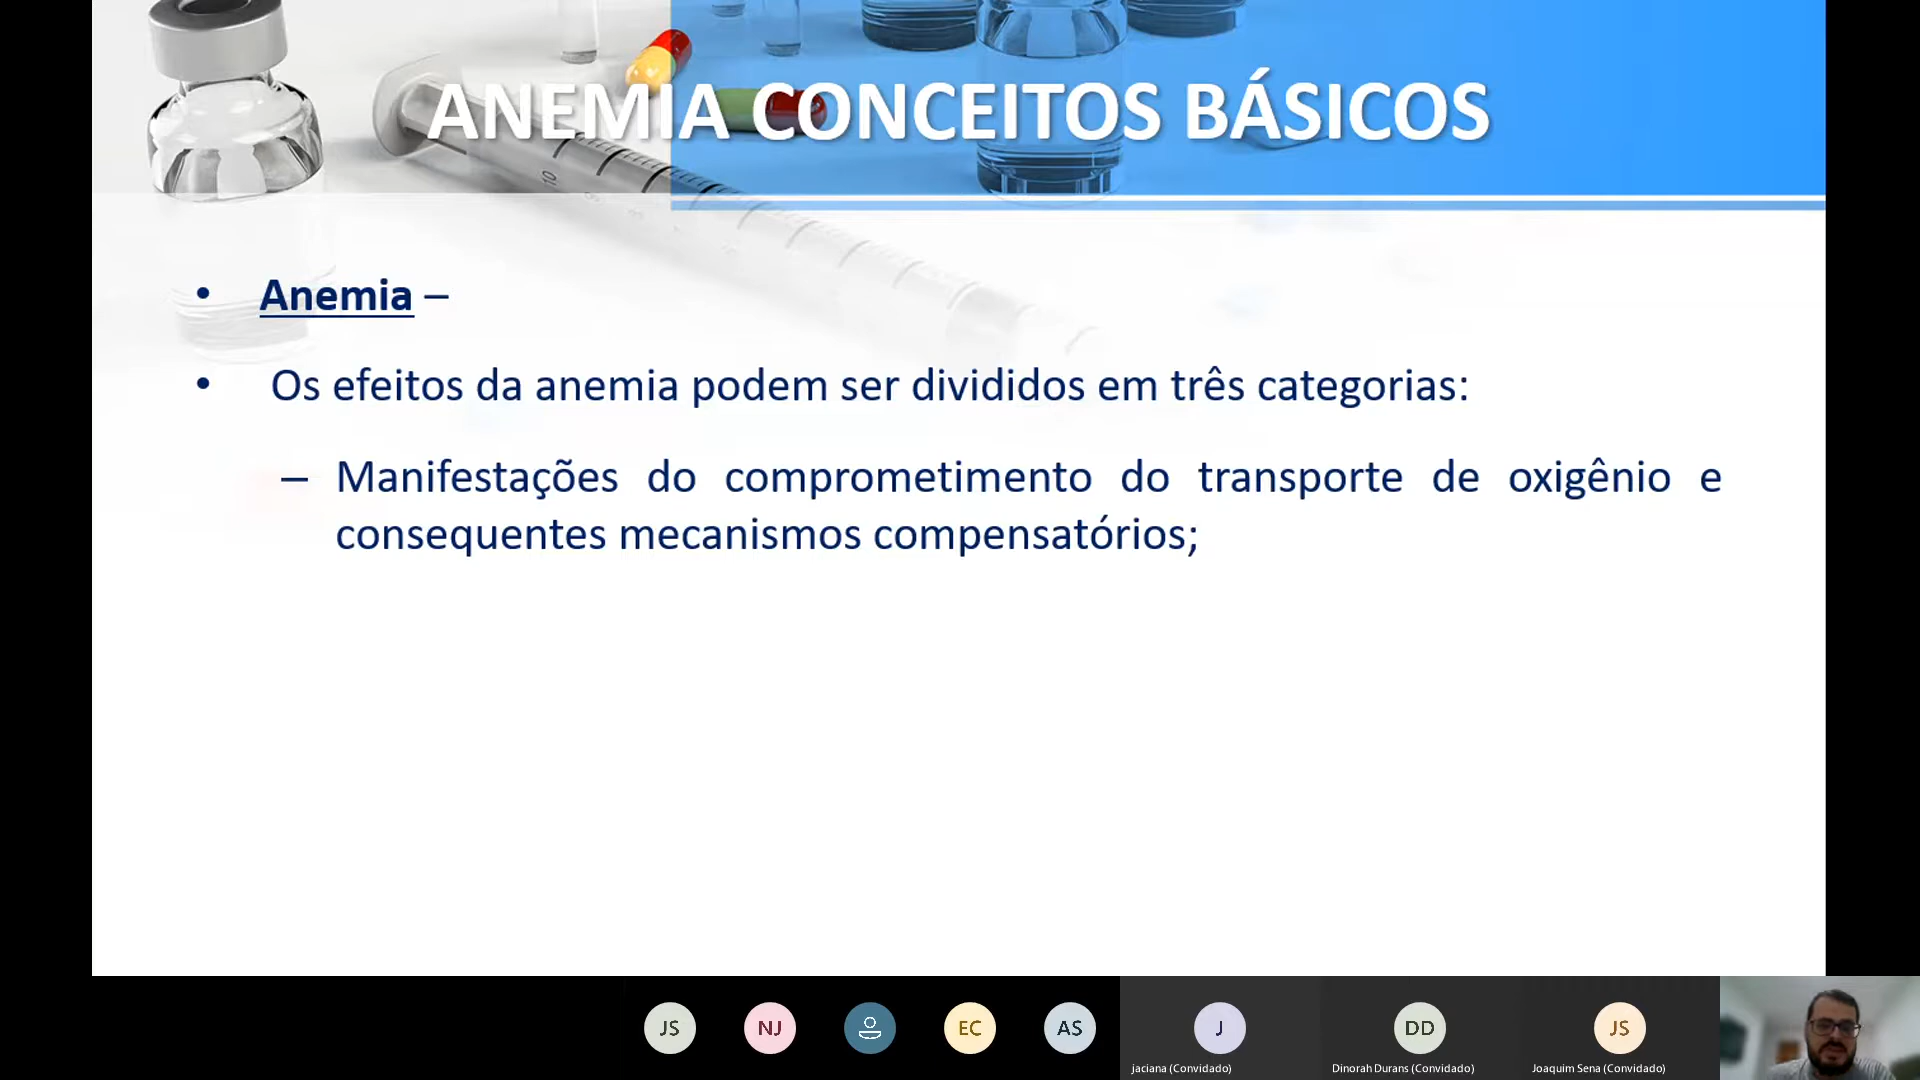 ANEMIA CONCEITOS BÁSICOS
10
• Anemia –
• Os efeitos da anemia podem ser divididos em três categorias:
– Manifestações do comprometimento do transporte de oxigênio e
consequentes mecanismos compensatórios;
JS
NJ
EC
AS
J
DD
JS
jaciana (Convidado)
Dinorah Durans (Convidado)
Joaquim Sena (Convidado)